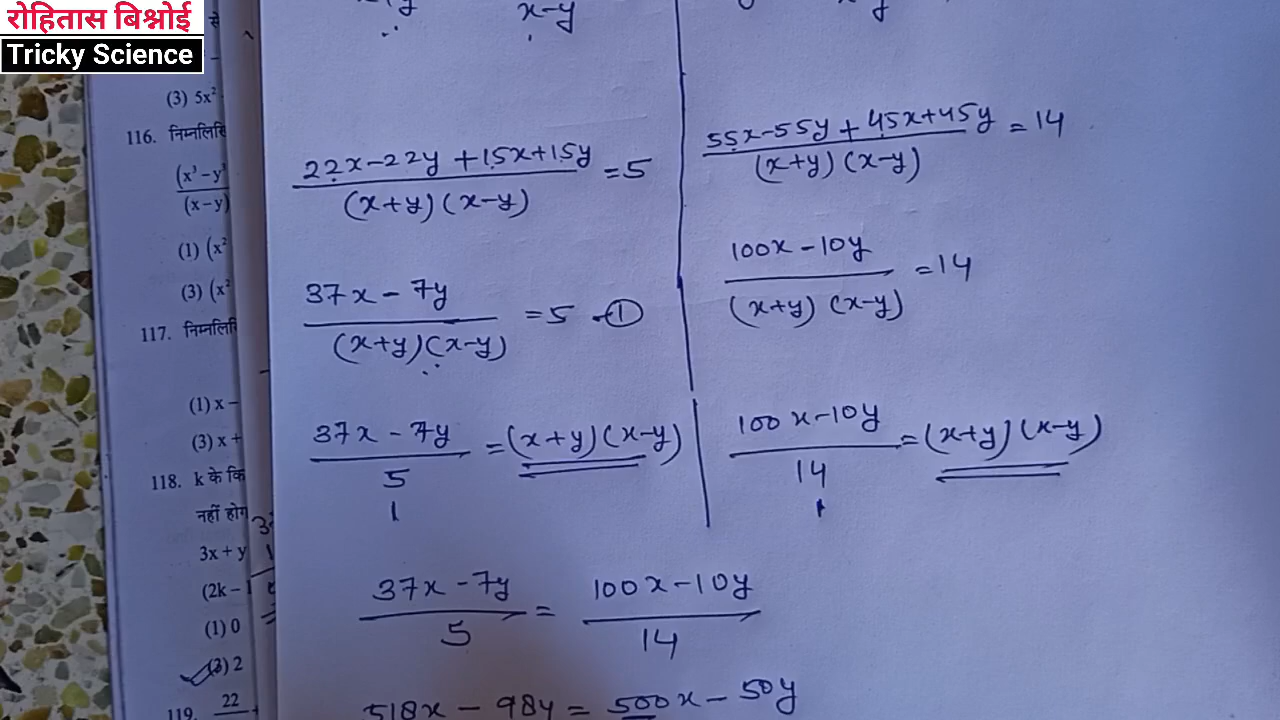 रोहितास बिश्नोई
Tricky Science
x-y
(3) 5x²
116. निम्नलिखि
(x³-y³
(x-y)
(1) (x²
(3) (x²
117. निम्नलिखि
(1) x -
(3) x +
118. k के कि
नहीं होग
3x + y
(2k -
(1) 0
(3) 2
119. 22
22x-22y +15x+15y = 5
(x+y) (x-y)
37x - 7y = 5 -①
(x+y)(x-y)
37x - 7y = (x+y) (x-y)
5
1
55x-55y + 45x+45y = 14
(x+y) (x-y)
100x - 10y = 14
(x+y) (x-y)
100x-10y = (x+y) (x-y)
14
1
37x - 7y = 100x-10y
5 14
518x - 98y = 500x - 50y